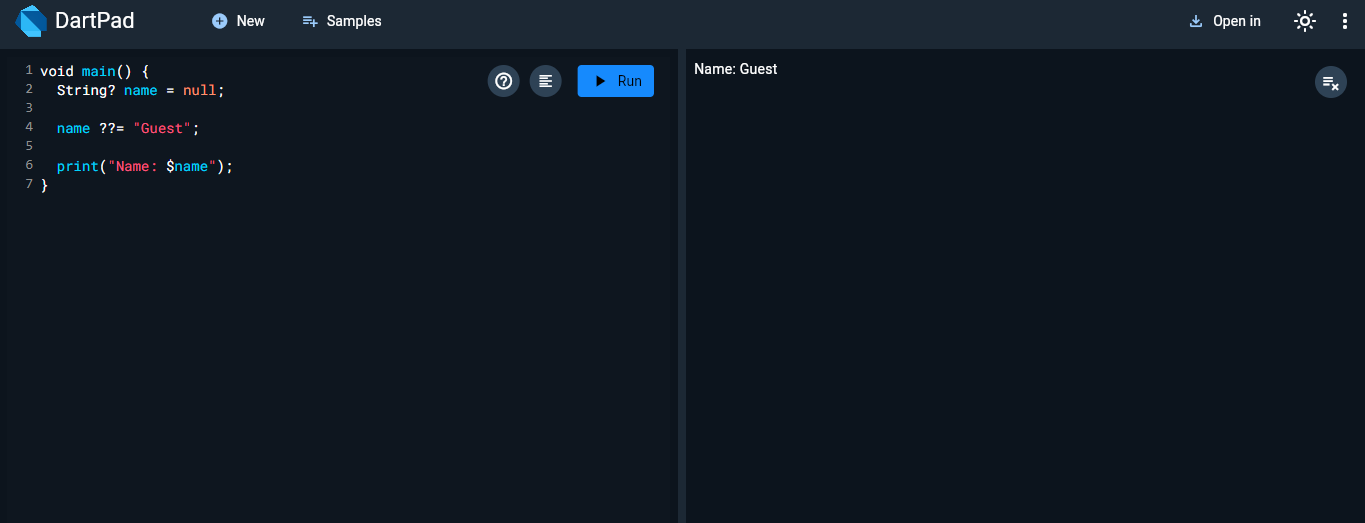 DartPad New Samples Open in
1 void main() {
2   String? name = null;
3
4   name ??= "Guest";
5
6   print("Name: $name");
7 }
Run
Name: Guest